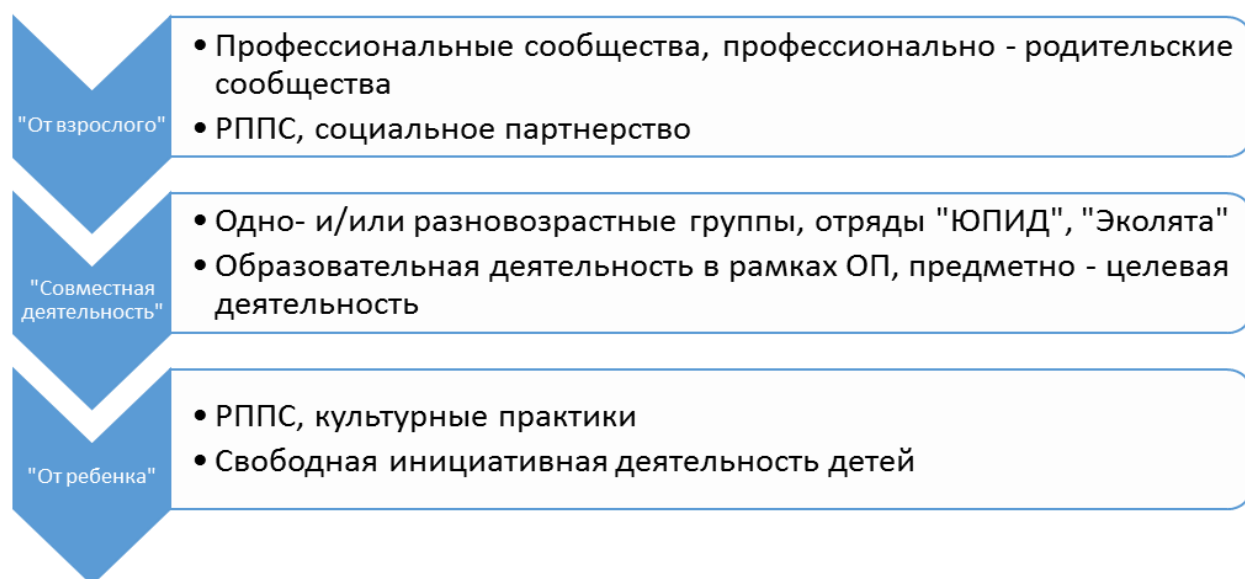 "От взрослого"
• Профессиональные сообщества, профессионально - родительские
сообщества
• РППС, социальное партнерство
"Совместная
деятельность"
• Одно- и/или разновозрастные группы, отряды "ЮПИД", "Эколята"
• Образовательная деятельность в рамках ОП, предметно - целевая
деятельность
"От ребенка"
• РППС, культурные практики
• Свободная инициативная деятельность детей